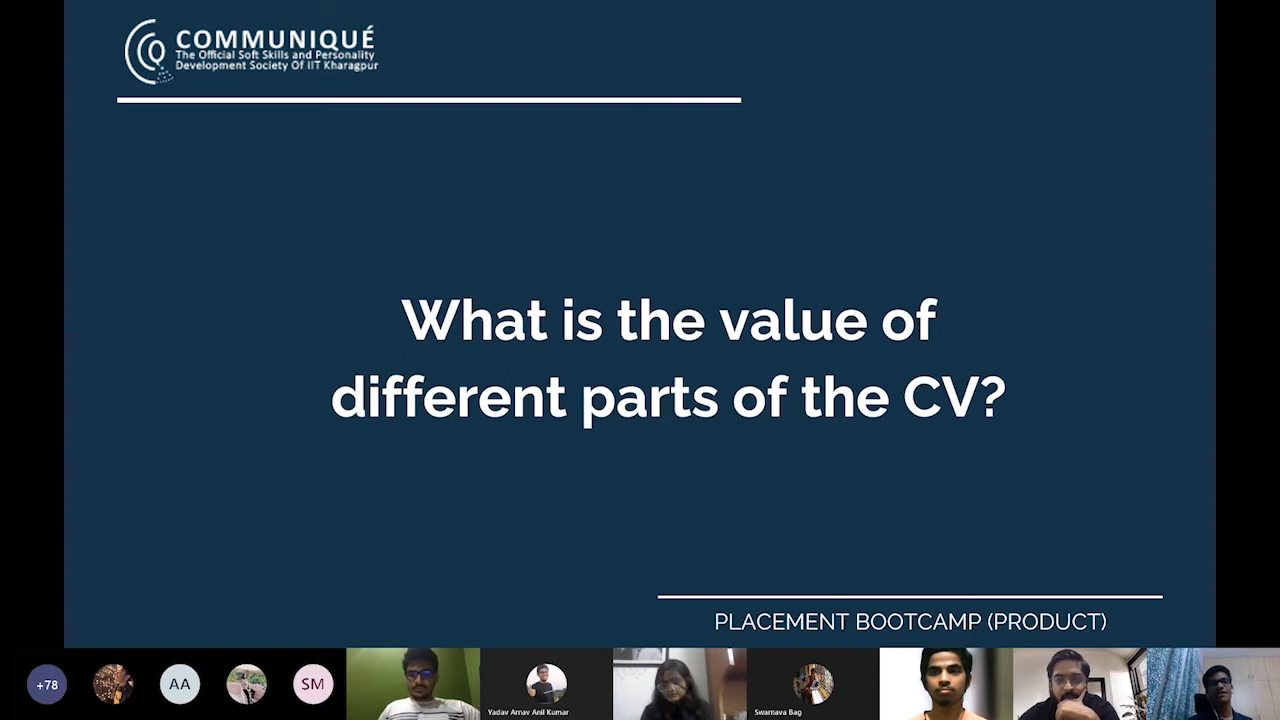 COMMUNIQUÉ
The Official Soft Skills and Personality
Development Society Of IIT Kharagpur
What is the value of
different parts of the CV?
PLACEMENT BOOTCAMP (PRODUCT)
+78
AA
SM
Yadav Arnav Anil Kumar
Swarnava Bag